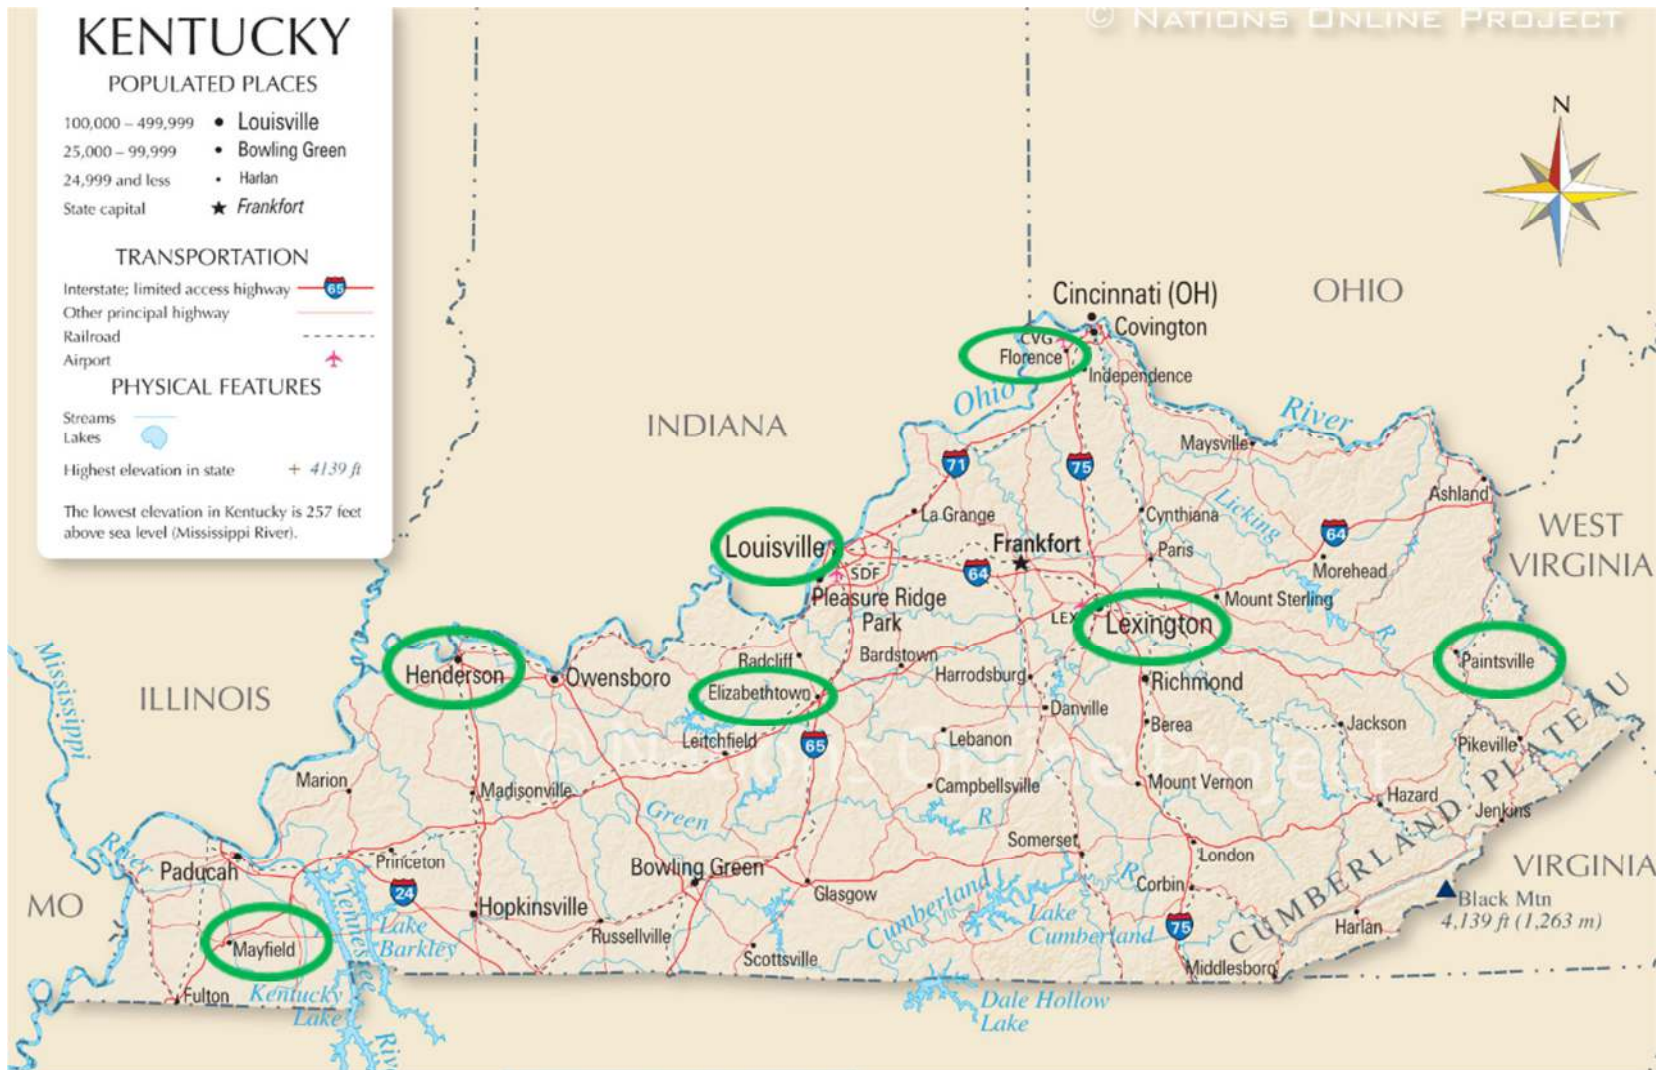 KENTUCKY
POPULATED PLACES
100,000 – 499,999 Louisville
25,000 – 99,999 Bowling Green
24,999 and less Harlan
State capital Frankfort
TRANSPORTATION
Interstate; limited access highway 65
Other principal highway
Railroad
Airport
PHYSICAL FEATURES
Streams
Lakes
Highest elevation in state + 4139 ft
The lowest elevation in Kentucky is 257 feet
above sea level (Mississippi River).
© NATIONS ONLINE PROJECT
N
OHIO
Cincinnati (OH)
Covington
CVG
Florence
Independence
Ohio
River
INDIANA
Maysville
71
75
Ashland
Licking
La Grange
Cynthiana
WEST
VIRGINIA
64
Louisville
Frankfort
Paris
SDF
64
Morehead
Pleasure Ridge
Park
Mount Sterling
LEX
Lexington
R
Mississippi
Henderson
Owensboro
Radcliff
Bardstown
Harrodsburg
Paintsville
ILLINOIS
Elizabethtown
Richmond
Danville
Berea
Jackson
Leitchfield
65
Lebanon
Pikeville
© Nations Online Project
Marion
Madisonville
Campbellsville
Mount Vernon
Hazard
Jenkins
CUMBERLAND PLATEAU
Green
R
River
Somerset
London
Paducah
Princeton
Bowling Green
Glasgow
R
Corbin
VIRGINIA
MO
24
Tennessee
Hopkinsville
Cumberland
Lake
Cumberland
75
Black Mtn
4,139 ft (1,263 m)
Harlan
Lake
Barkley
Russellville
Mayfield
Scottsville
Middlesboro
Fulton
Kentucky
Lake
Dale Hollow
Lake